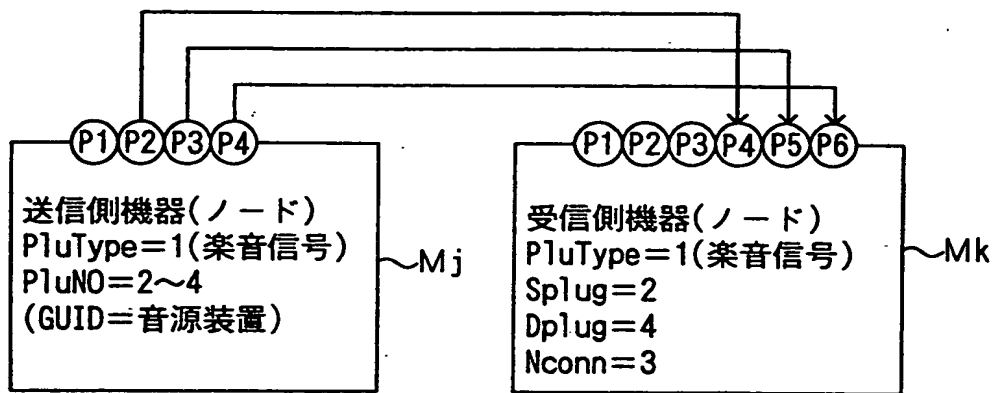 P1 P2 P3 P4
送信側機器(ノード)
PluType=1(楽音信号)
PluNO=2〜4
(GUID=音源装置)
Mj
P1 P2 P3 P4 P5 P6
受信側機器(ノード)
PluType=1(楽音信号)
Splug=2
Dplug=4
Nconn=3
Mk